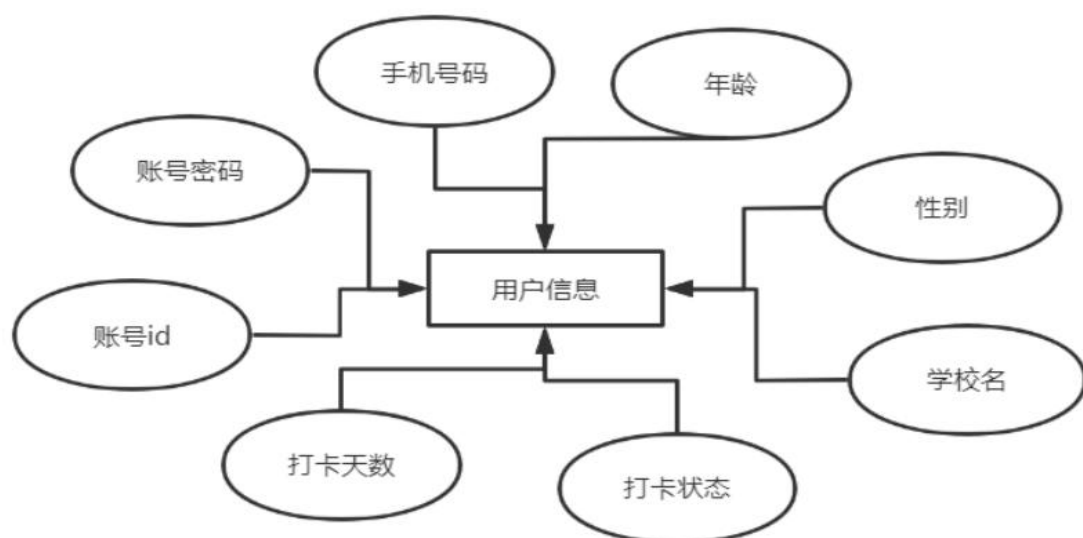 手机号码
年龄
账号密码
性别
用户信息
账号id
学校名
打卡天数
打卡状态